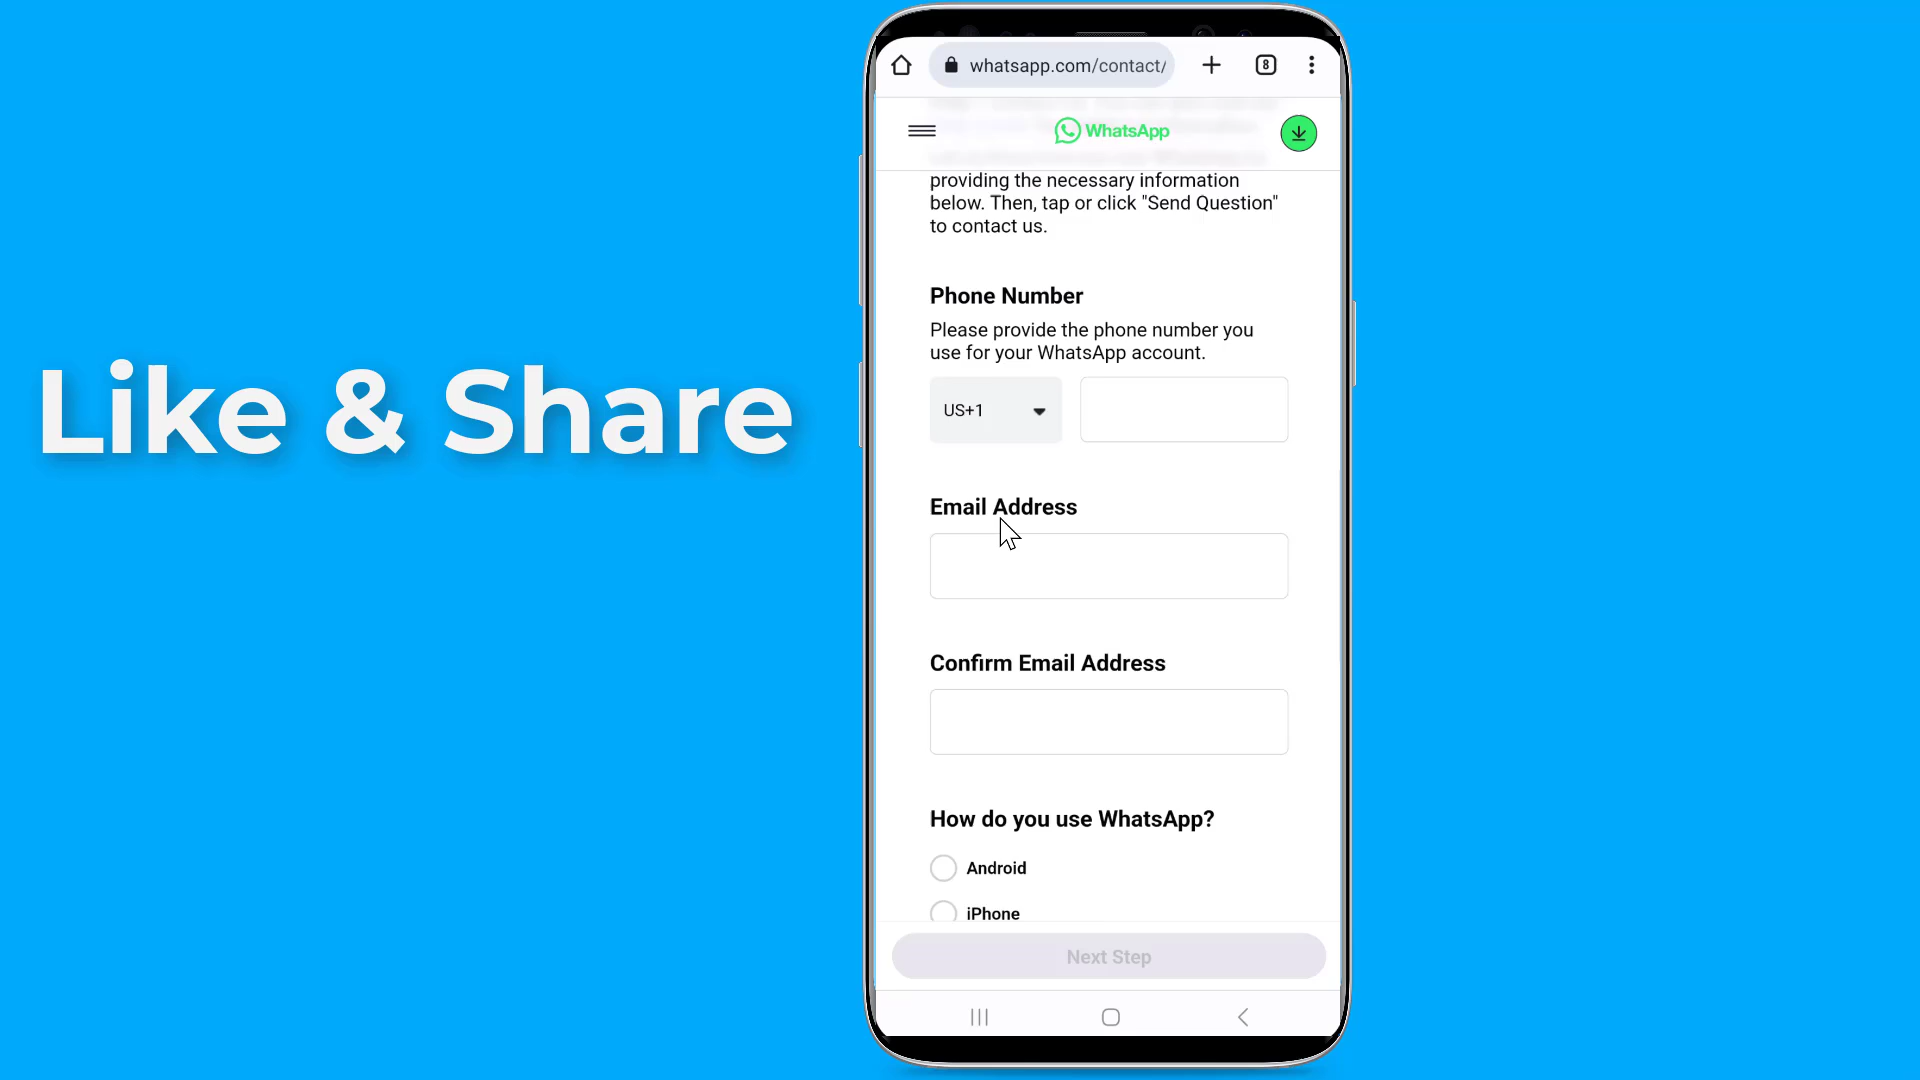 Like & Share
whatsapp.com/contact/
8
WhatsApp
providing the necessary information
below. Then, tap or click "Send Question"
to contact us.
Phone Number
Please provide the phone number you
use for your WhatsApp account.
US+1
Email Address
Confirm Email Address
How do you use WhatsApp?
Android
iPhone
Next Step